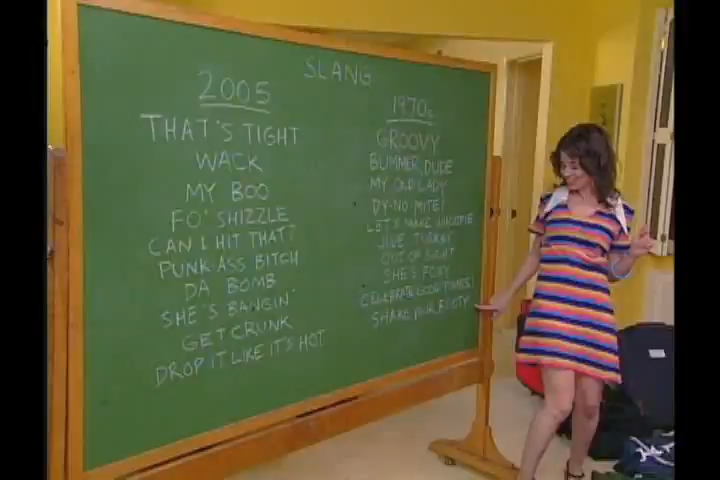 SLANG
2005
THAT'S TIGHT
WACK
MY BOO
FO' SHIZZLE
CAN I HIT THAT?
PUNK ASS BITCH
DA BOMB
SHE'S BANGIN'
GET CRUNK
DROP IT LIKE IT'S HOT
1970s
GROOVY
BUMMER, DUDE
MY OLD LADY
DY-NO MITE!
LET'S MAKE WHOOPIE
JIVE TURKEY
OUT OF SIGHT
SHE'S FOXY
CELEBRATE GOOD TIMES!
SHAKE YOUR BOOTY